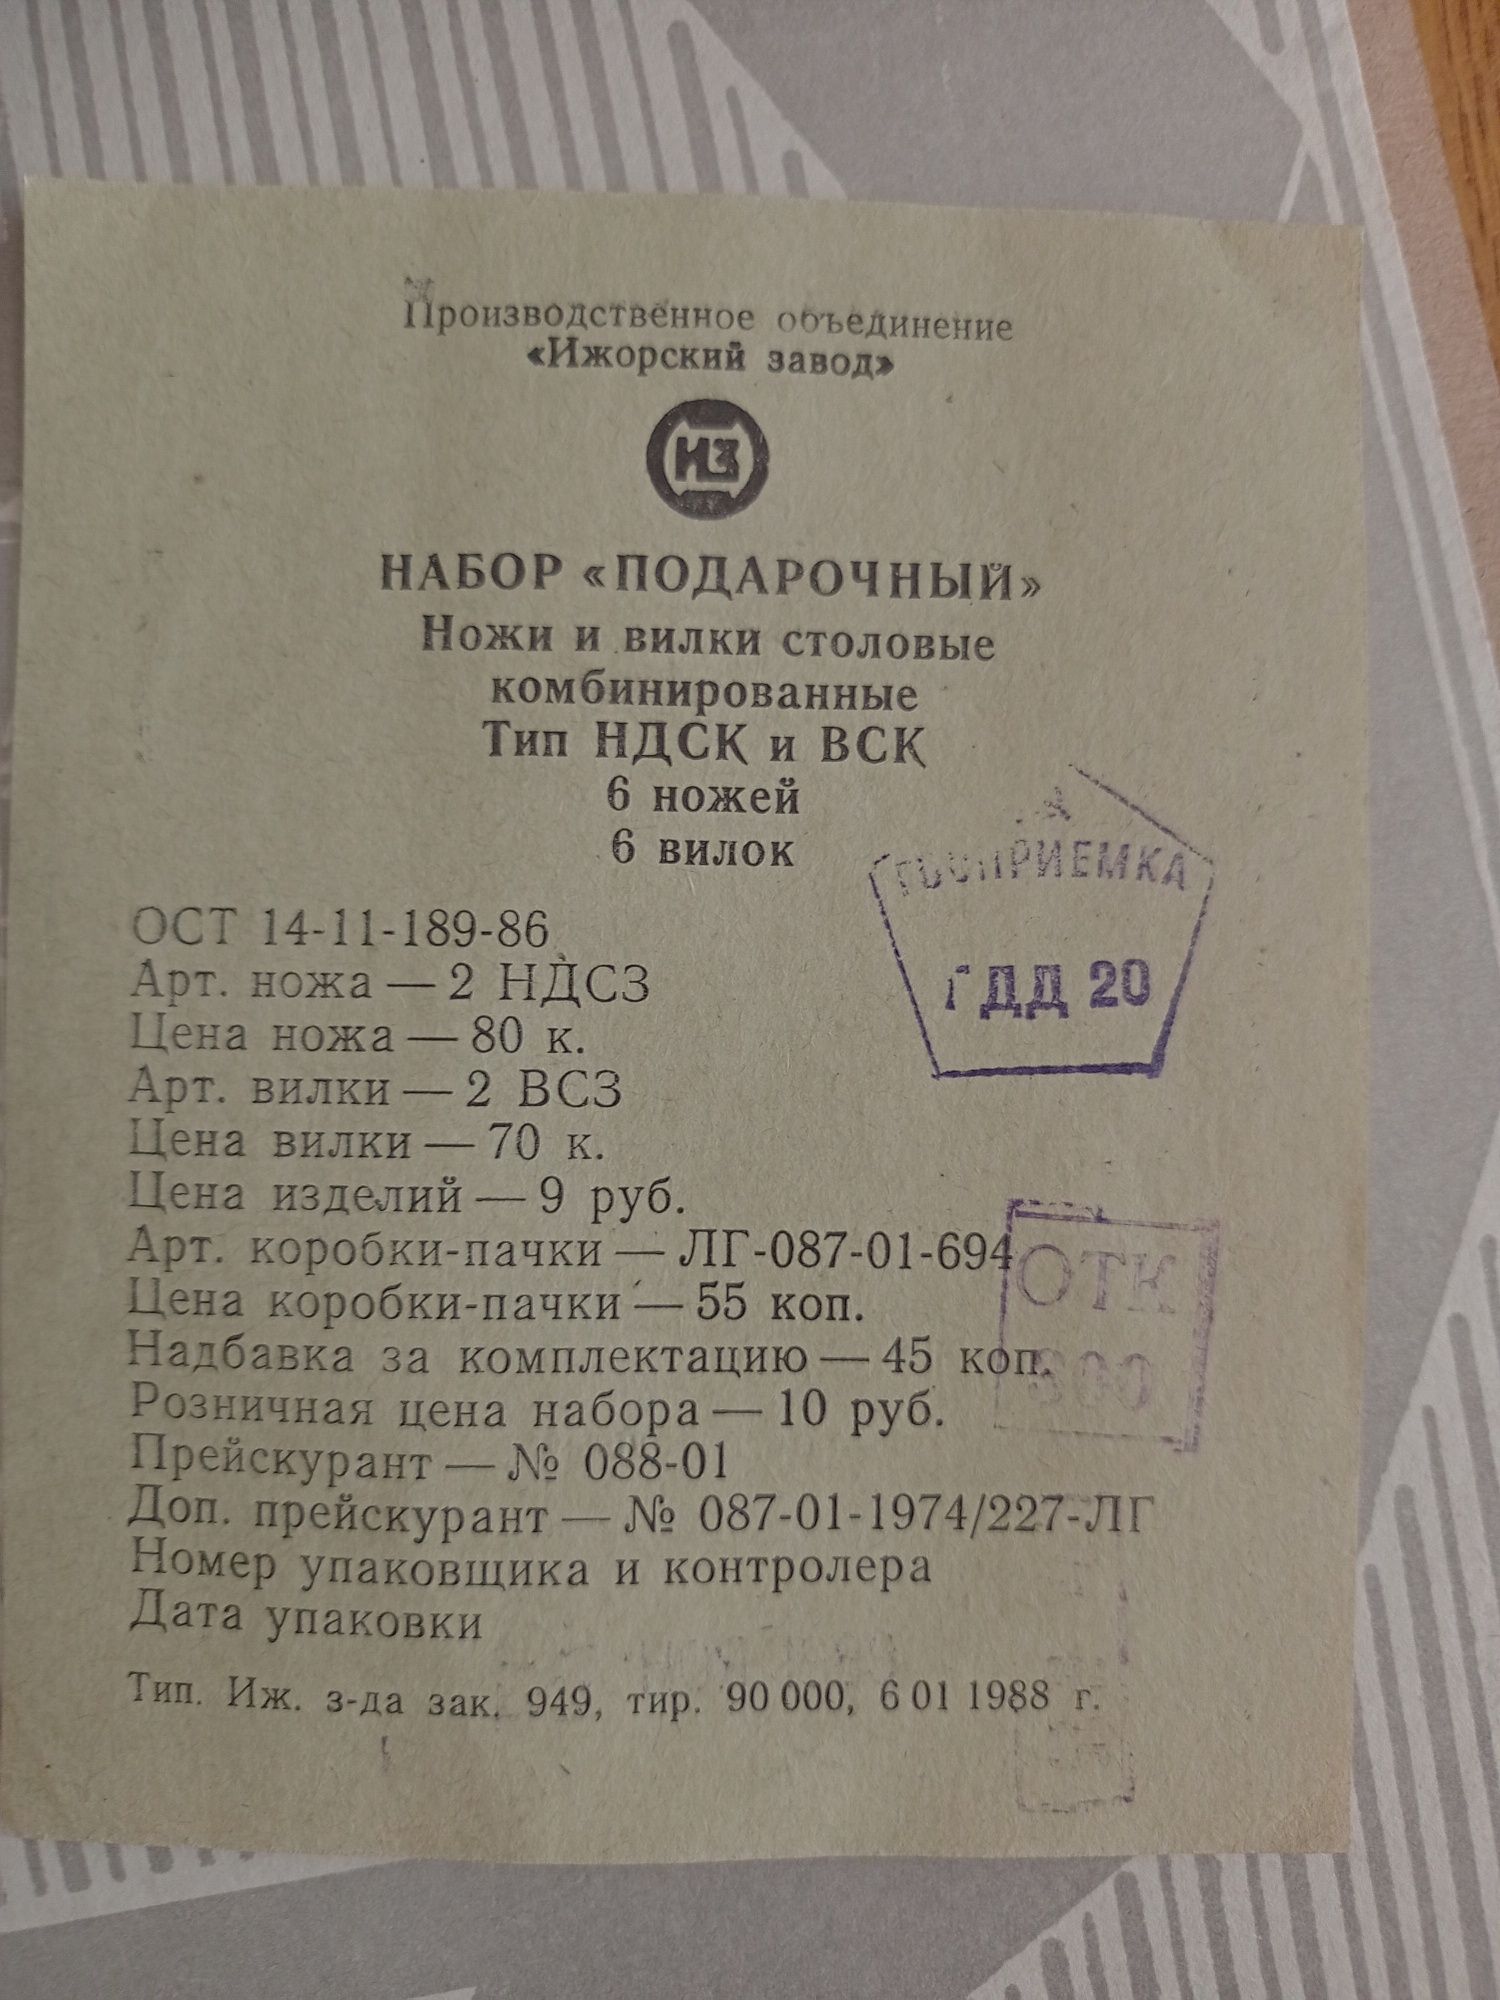 Производственное объединение
«Ижорский завод»
ИЗ
НАБОР «ПОДАРОЧНЫЙ»
Ножи и вилки столовые
комбинированные
Тип НДСК и ВСК
6 ножей
6 вилок
ГОСПРИЕМКА
ГДД 20
ОСТ 14-11-189-86
Арт. ножа — 2 НДСЗ
Цена ножа — 80 к.
Арт. вилки — 2 ВСЗ
Цена вилки — 70 к.
Цена изделий — 9 руб.
Арт. коробки-пачки — ЛГ-087-01-694
Цена коробки-пачки — 55 коп.
ОТК
Надбавка за комплектацию — 45 коп.
Розничная цена набора — 10 руб.
Прейскурант — № 088-01
Доп. прейскурант — № 087-01-1974/227-ЛГ
Номер упаковщика и контролера
Дата упаковки
Тип. Иж. з-да зак. 949, тир. 90 000, 6 01 1988 г.